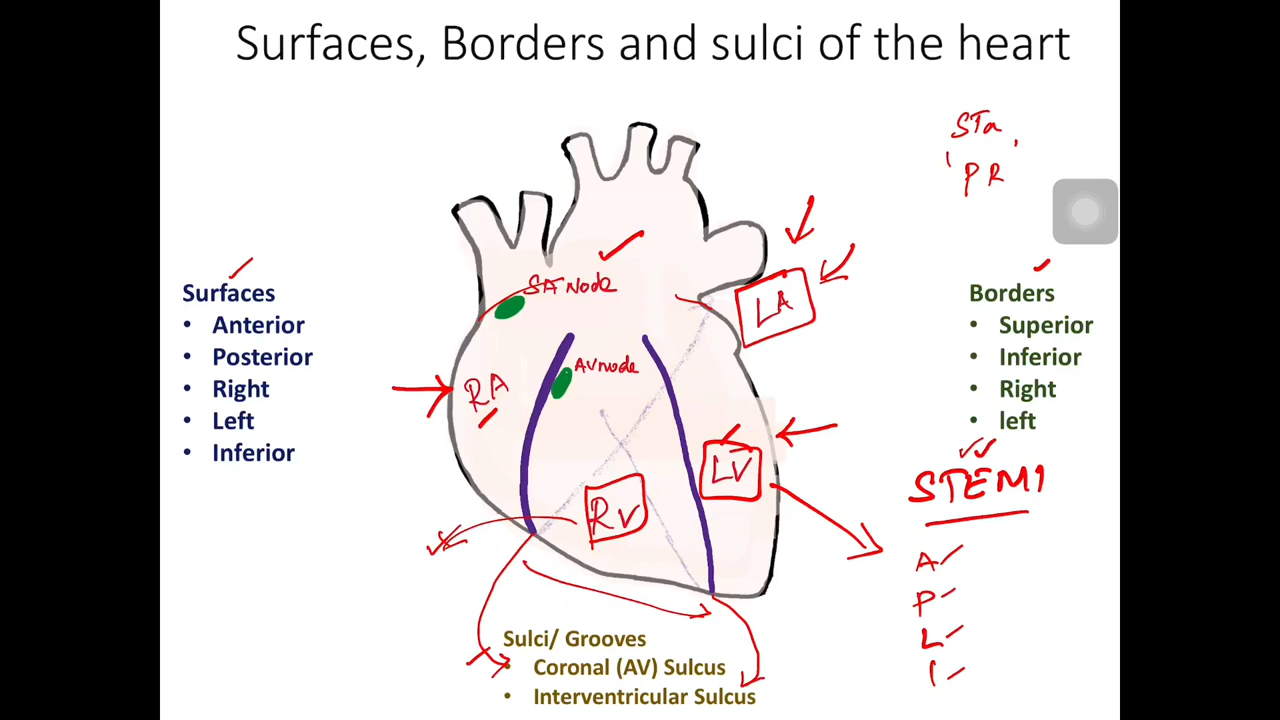 Surfaces, Borders and sulci of the heart
STa
PR
Surfaces
• Anterior
• Posterior
• Right
• Left
• Inferior
SA Node
AV node
RA
LA
LV
RV
Borders
• Superior
• Inferior
• Right
• left
STEMI
A
P
L
I
Sulci/ Grooves
• Coronal (AV) Sulcus
• Interventricular Sulcus